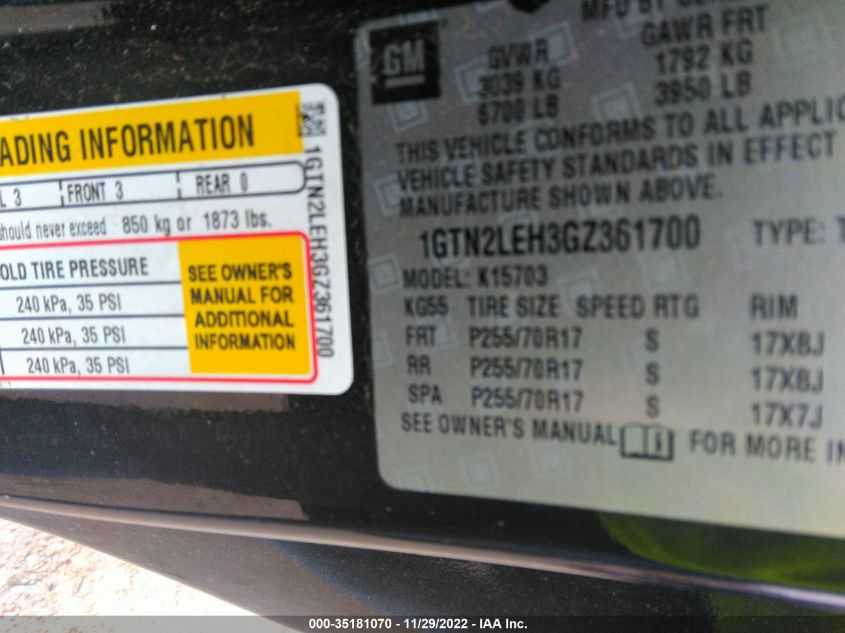 ADING INFORMATION
L 3 FRONT 3 REAR 0
should never exceed 850 kg or 1873 lbs.
OLD TIRE PRESSURE
240 kPa, 35 PSI
240 kPa, 35 PSI
240 kPa, 35 PSI
SEE OWNER'S
MANUAL FOR
ADDITIONAL
INFORMATION
1GTN2LEH3GZ361700
GM
MFD BY
GVWR GAWR FRT
3039 KG 1792 KG
6700 LB 3950 LB
THIS VEHICLE CONFORMS TO ALL APPLIC
VEHICLE SAFETY STANDARDS IN EFFECT
MANUFACTURE SHOWN ABOVE.
1GTN2LEH3GZ361700 TYPE: T
MODEL: K15703
KG55 TIRE SIZE SPEED RTG RIM
FRT P255/70R17 S 17X8J
RR P255/70R17 S 17X8J
SPA P255/70R17 S 17X7J
SEE OWNER'S MANUAL FOR MORE IN
000-35181070 - 11/29/2022 - IAA Inc.